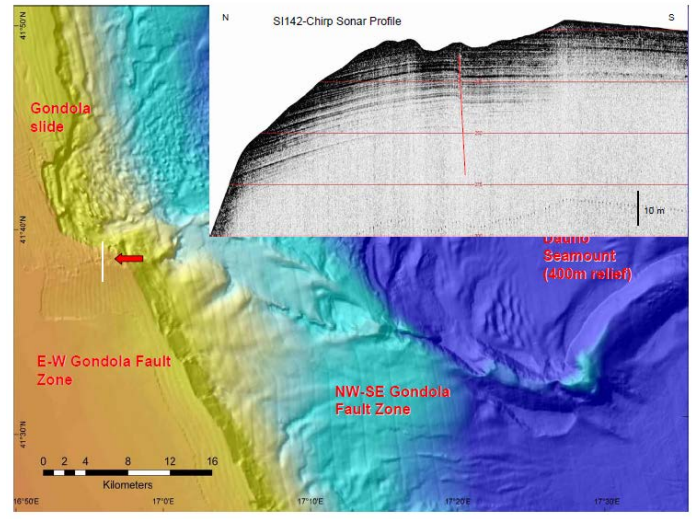 41°50'N
N
SI142-Chirp Sonar Profile
S
Gondola
slide
10 m
41°40'N
Dauno
Seamount
(400m relief)
E-W Gondola Fault
Zone
NW-SE Gondola
Fault Zone
41°30'N
0 2 4 8 12 16
Kilometers
16°50'E 17°0'E 17°10'E 17°20'E 17°30'E